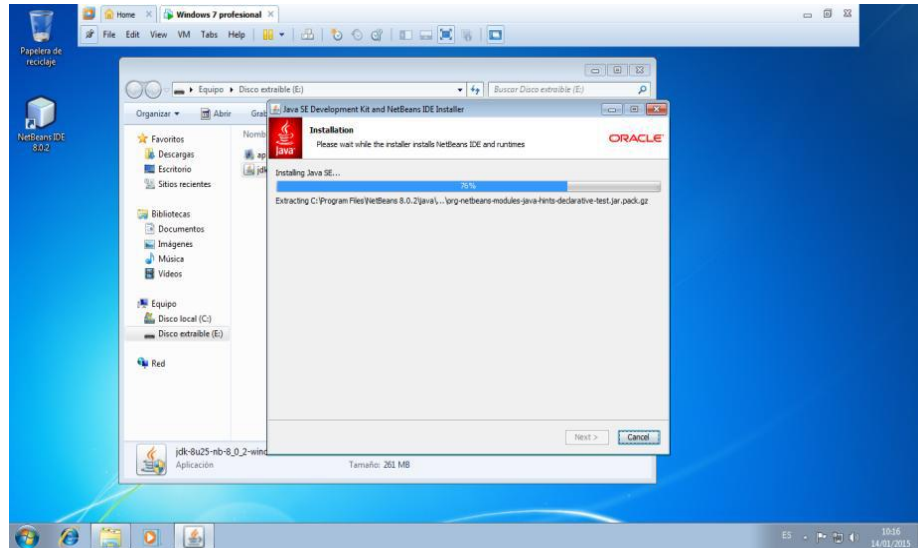 Home
Windows 7 profesional
File Edit View VM Tabs Help
Papelera de
reciclaje
NetBeans IDE
8.0.2
Equipo Disco extraíble (E:)
Buscar Disco extraíble (E:)
Organizar Abrir
Favoritos
Descargas
Escritorio
Sitios recientes
Bibliotecas
Documentos
Imágenes
Música
Vídeos
Equipo
Disco local (C:)
Disco extraíble (E:)
Red
Java SE Development Kit and NetBeans IDE Installer
Java
Installation
Please wait while the installer installs NetBeans IDE and runtimes
ORACLE
Installing Java SE...
76%
Extracting C:\Program Files\NetBeans 8.0.2\java\...\org-netbeans-modules-java-hints-declarative-test.jar.pack.gz
Next > Cancel
jdk-8u25-nb-8_0_2-wind
Aplicación
Tamaño: 261 MB
ES
10:16
14/01/2015